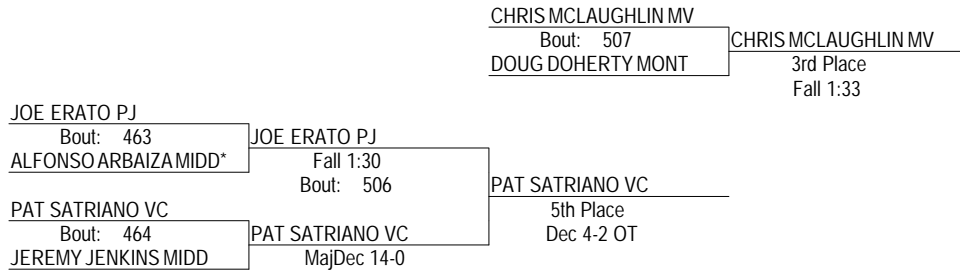 CHRIS MCLAUGHLIN MV
Bout: 507
CHRIS MCLAUGHLIN MV
DOUG DOHERTY MONT
3rd Place
Fall 1:33
JOE ERATO PJ
Bout: 463
JOE ERATO PJ
ALFONSO ARBAIZA MIDD*
Fall 1:30
Bout: 506
PAT SATRIANO VC
PAT SATRIANO VC
5th Place
Bout: 464
PAT SATRIANO VC
Dec 4-2 OT
JEREMY JENKINS MIDD
MajDec 14-0